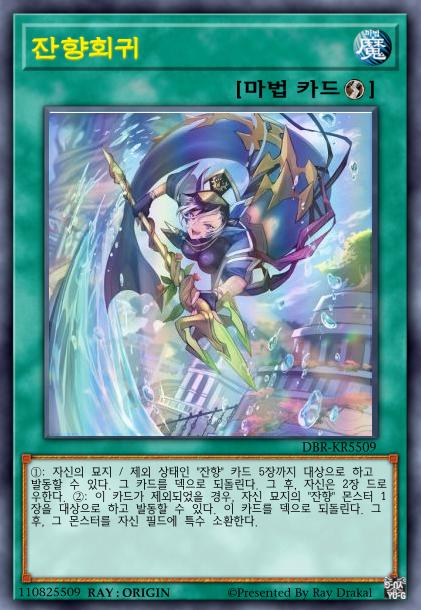 잔향회귀
마법
魔
[마법 카드]
DBR-KR5509
①: 자신의 묘지 / 제외 상태인 "잔향" 카드 5장까지 대상으로 하고
발동할 수 있다. 그 카드를 덱으로 되돌린다. 그 후, 자신은 2장 드로
우한다. ②: 이 카드가 제외되었을 경우, 자신 묘지의 "잔향" 몬스터 1
장을 대상으로 하고 발동할 수 있다. 이 카드를 덱으로 되돌린다. 그
후, 그 몬스터를 자신 필드에 특수 소환한다.
110825509 RAY : ORIGIN ©Presented By Ray Drakal